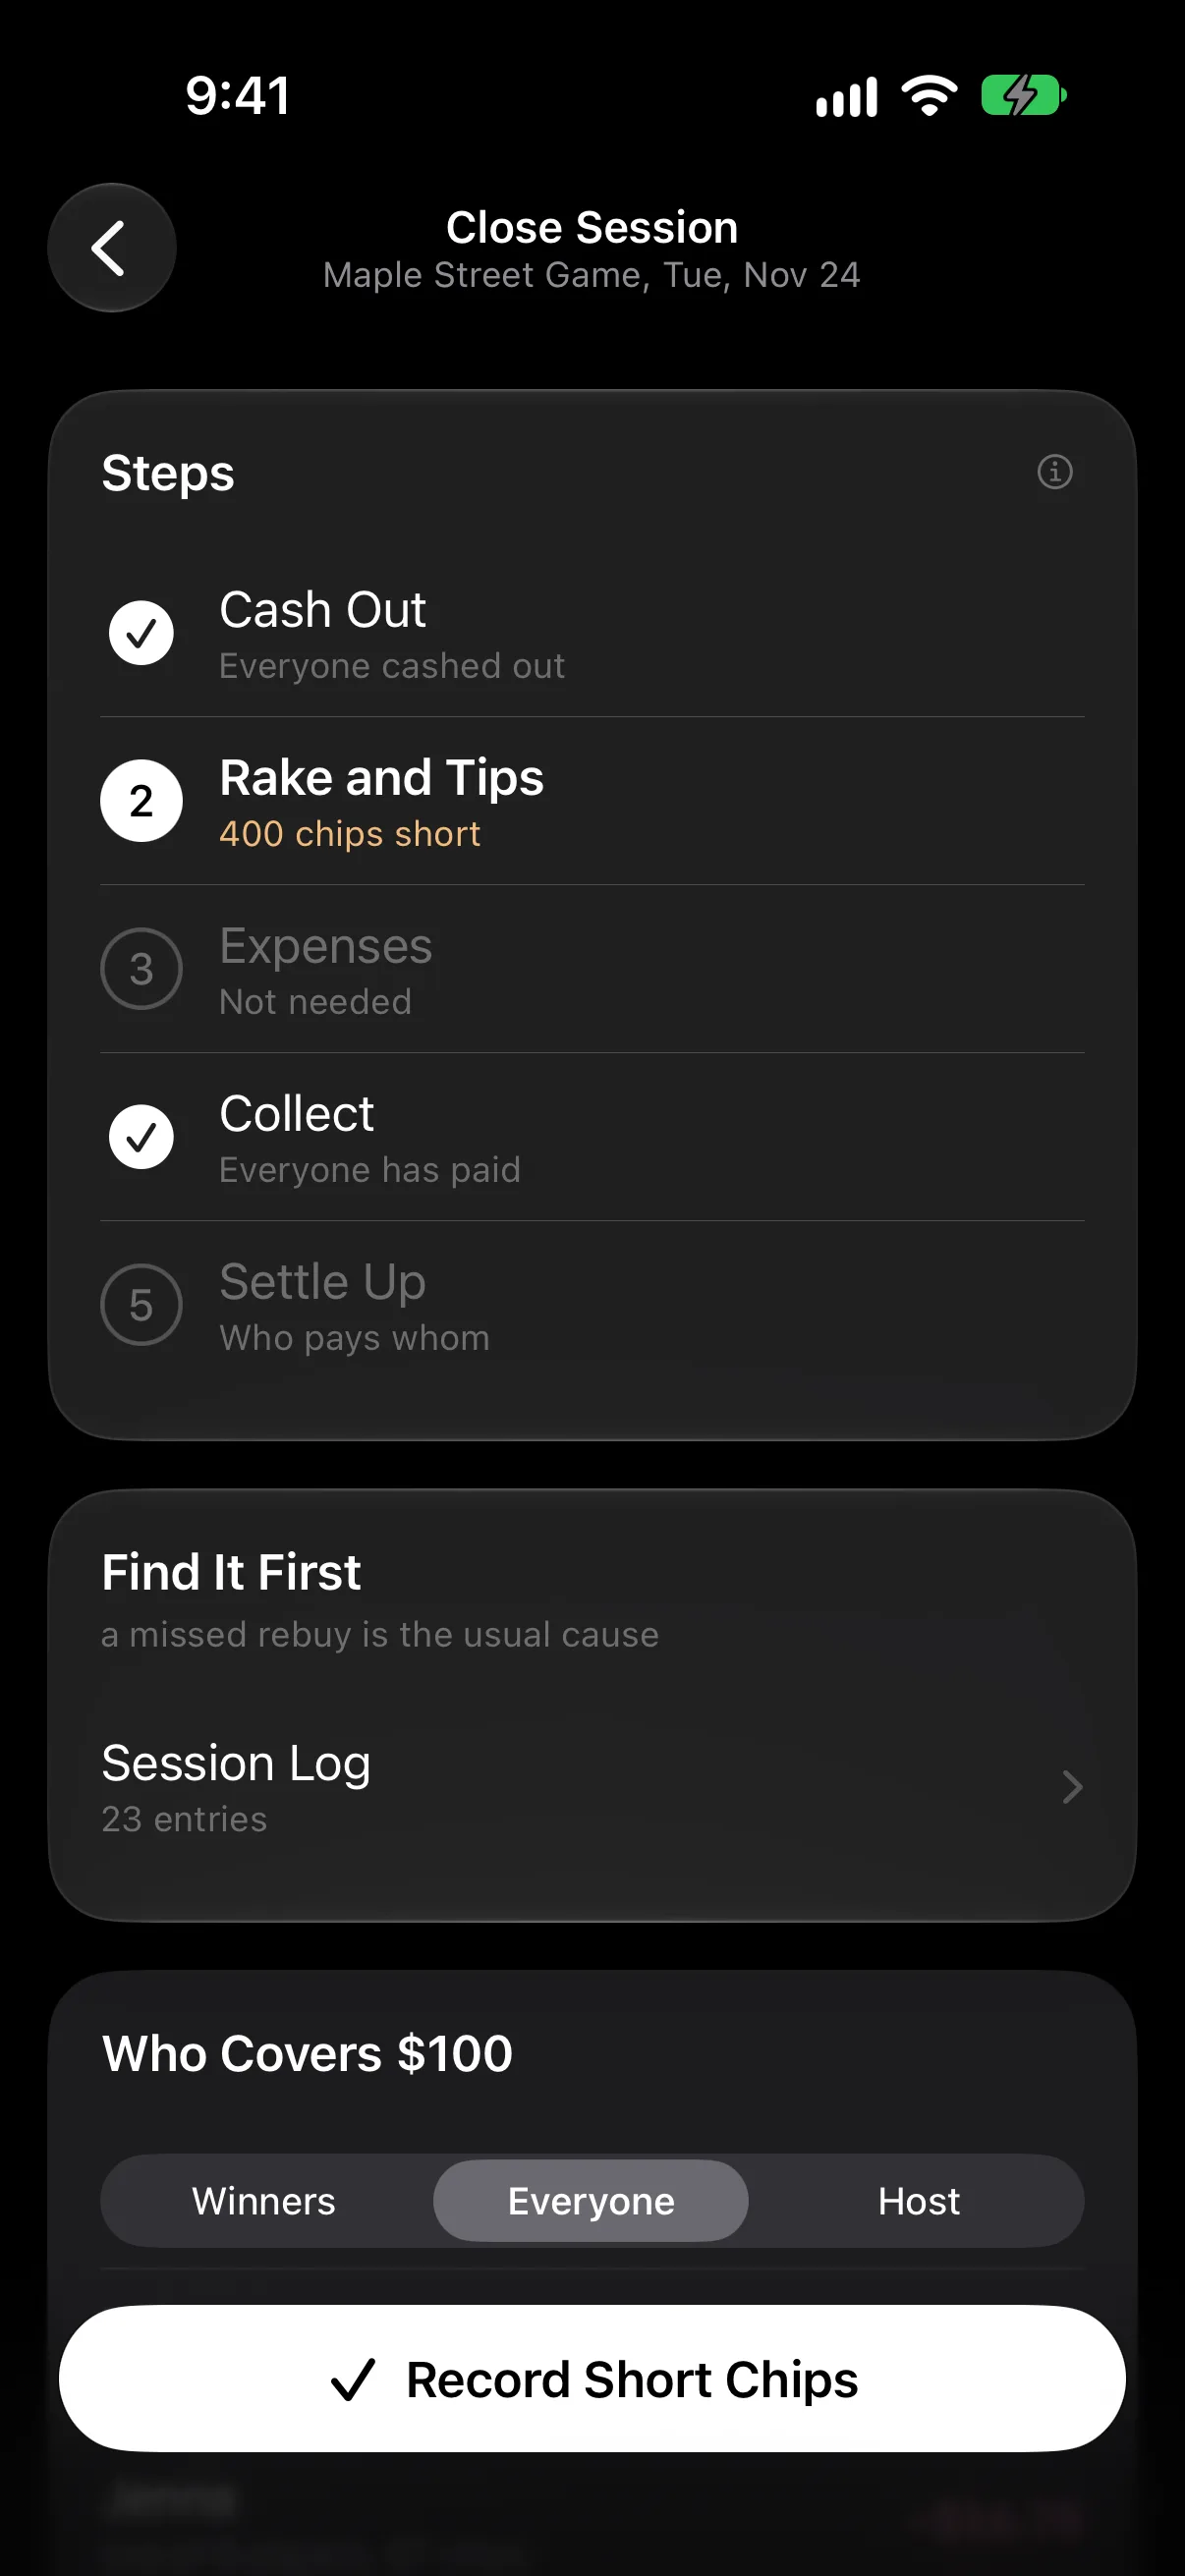 9:41
Close Session
Maple Street Game, Tue, Nov 24
Steps
Cash Out
Everyone cashed out
2
Rake and Tips
400 chips short
3
Expenses
Not needed
Collect
Everyone has paid
5
Settle Up
Who pays whom
Find It First
a missed rebuy is the usual cause
Session Log
23 entries
Who Covers $100
Winners
Everyone
Host
Record Short Chips